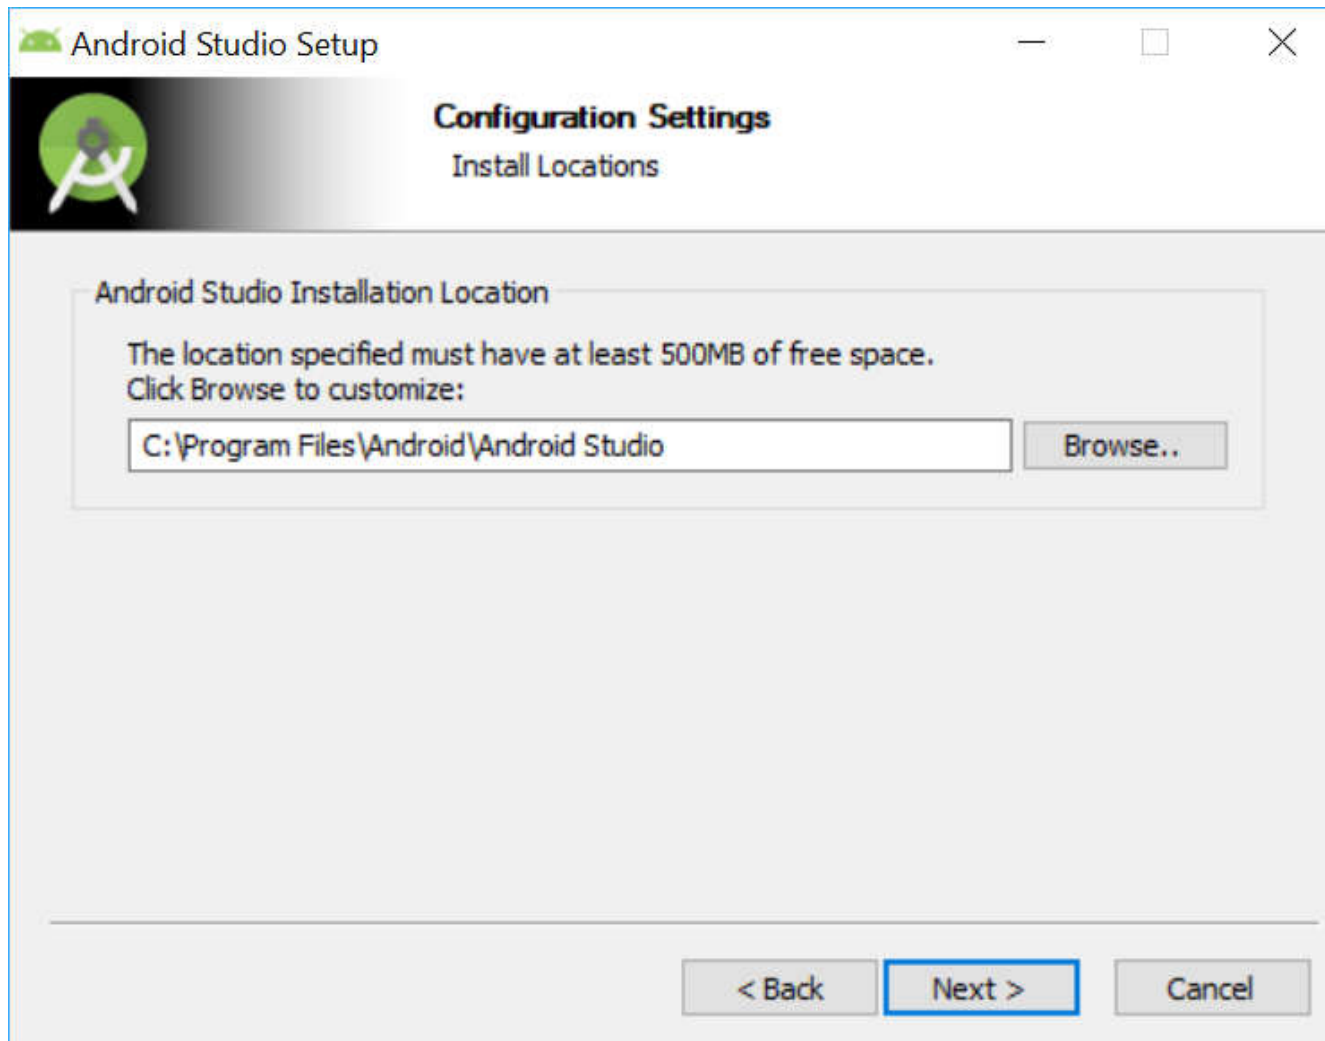 Android Studio Setup
Configuration Settings
Install Locations
Android Studio Installation Location
The location specified must have at least 500MB of free space.
Click Browse to customize:
C:\Program Files\Android\Android Studio
Browse..
< Back
Next >
Cancel